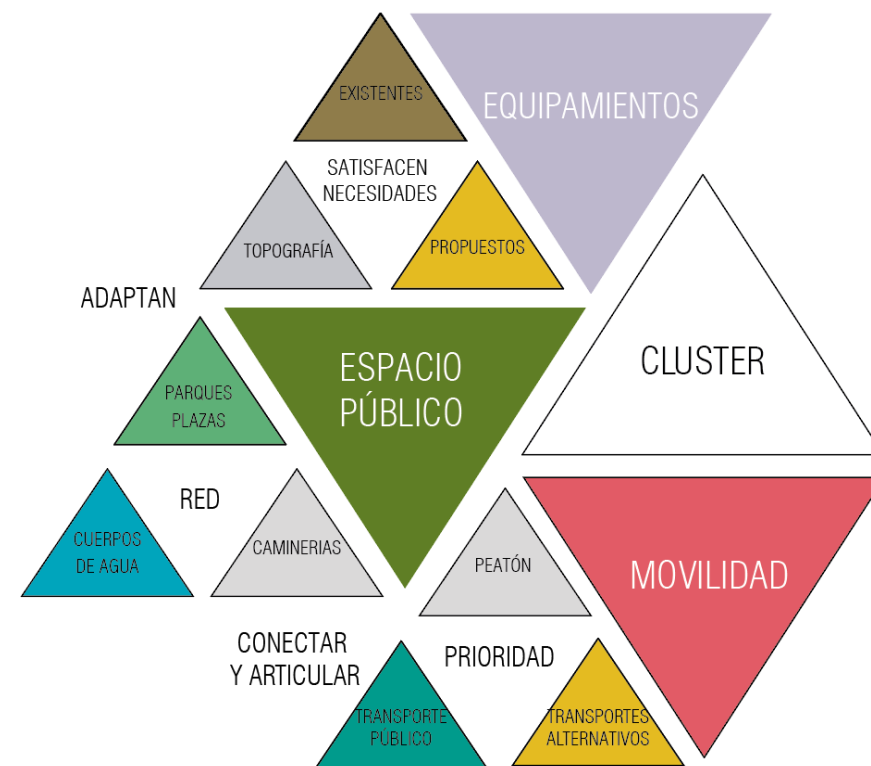 EXISTENTES
EQUIPAMIENTOS
SATISFACEN
NECESIDADES
TOPOGRAFÍA
PROPUESTOS
ADAPTAN
ESPACIO
PÚBLICO
CLUSTER
PARQUES
PLAZAS
RED
CUERPOS
DE AGUA
CAMINERIAS
PEATÓN
MOVILIDAD
CONECTAR
Y ARTICULAR
PRIORIDAD
TRANSPORTE
PÚBLICO
TRANSPORTES
ALTERNATIVOS